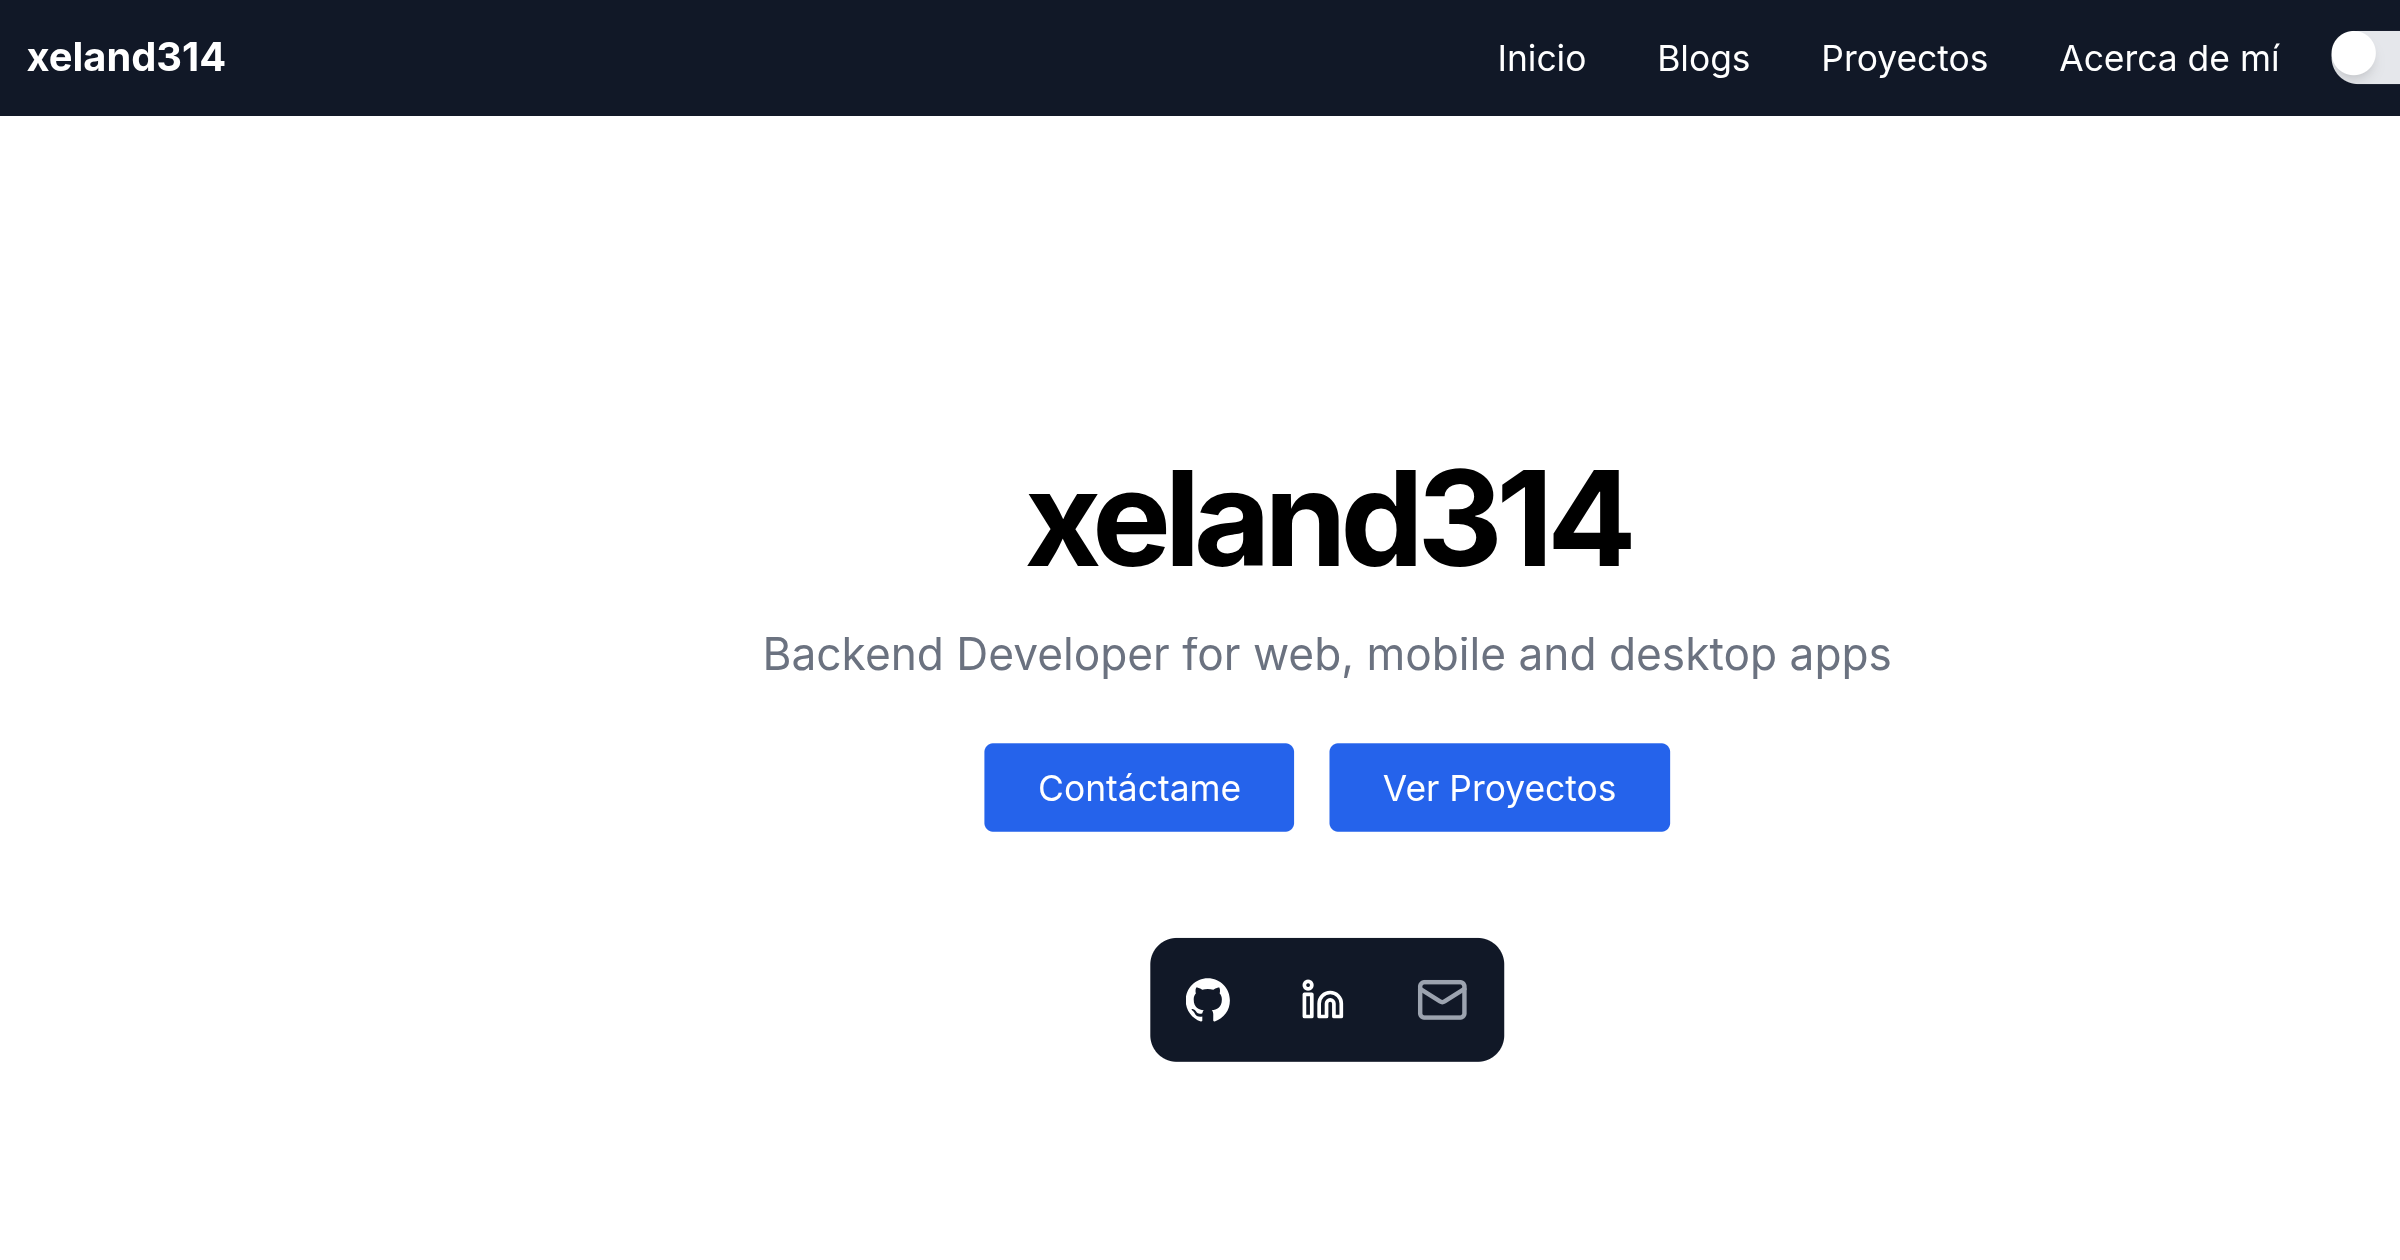 xeland314
Inicio Blogs Proyectos Acerca de mí
xeland314
Backend Developer for web, mobile and desktop apps
Contáctame Ver Proyectos